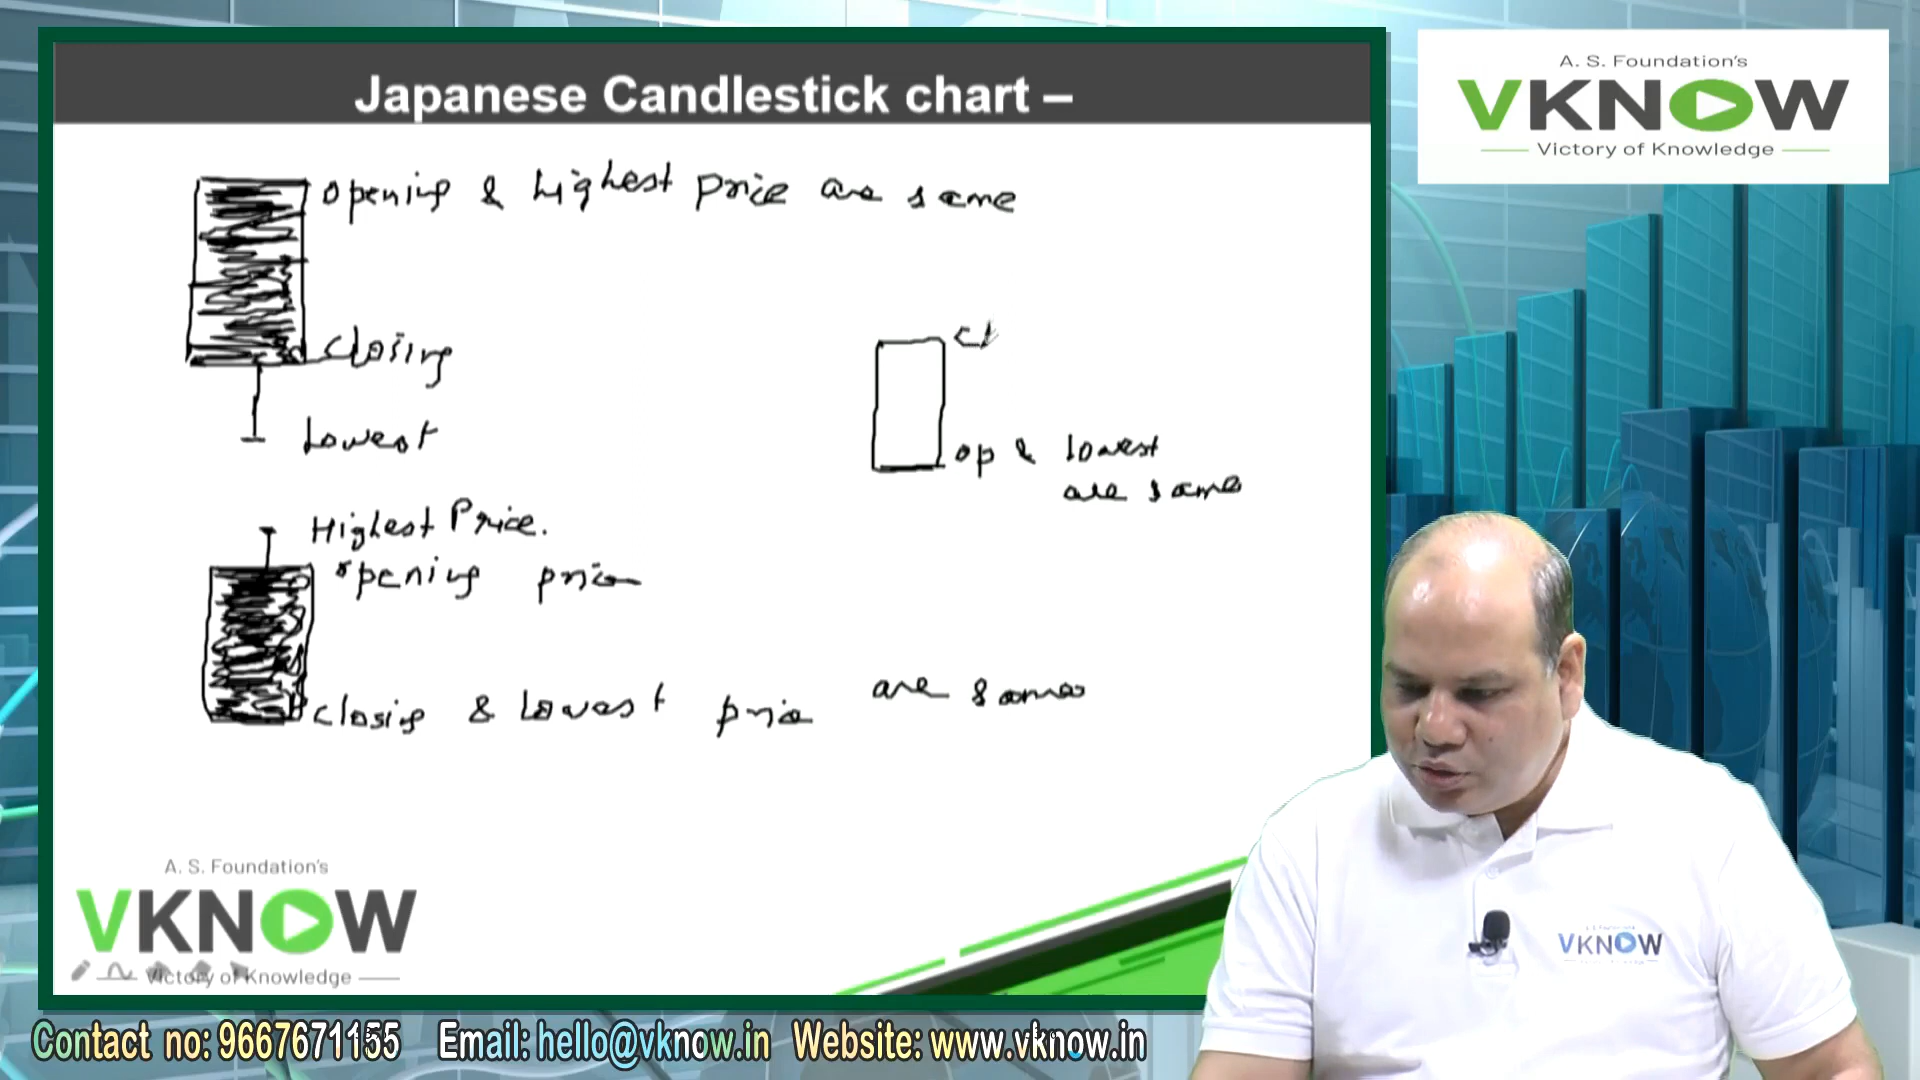 Japanese Candlestick chart –
A. S. Foundation's
VKNOW
Victory of Knowledge
opening & highest price are same
closing
Lowest
cl
op & lowest
are same
Highest Price.
opening price
closing & Lowest price are same
A. S. Foundation's
VKNOW
Victory of Knowledge
VKNOW
Contact no: 9667671155 Email: hello@vknow.in Website: www.vknow.in